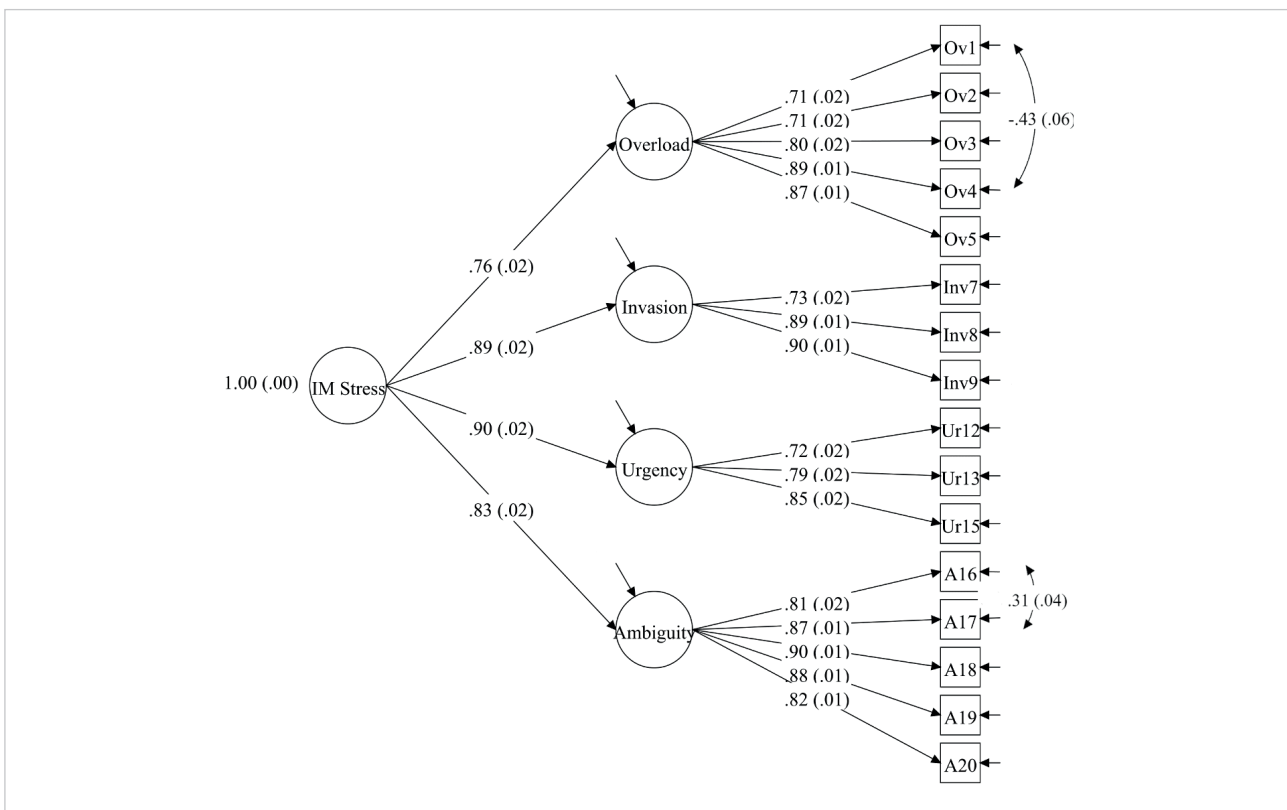 Ov1
.71 (.02)
Ov2
-.43 (.06)
.71 (.02)
Overload
.80 (.02)
Ov3
.89 (.01)
Ov4
.87 (.01)
Ov5
.76 (.02)
Inv7
.73 (.02)
Invasion
.89 (.01)
Inv8
.90 (.01)
.89 (.02)
Inv9
1.00 (.00)
IM Stress
.90 (.02)
Ur12
.72 (.02)
Urgency
.79 (.02)
Ur13
.85 (.02)
.83 (.02)
Ur15
A16
.31 (.04)
.81 (.02)
A17
.87 (.01)
Ambiguity
.90 (.01)
A18
.88 (.01)
.82 (.01)
A19
A20